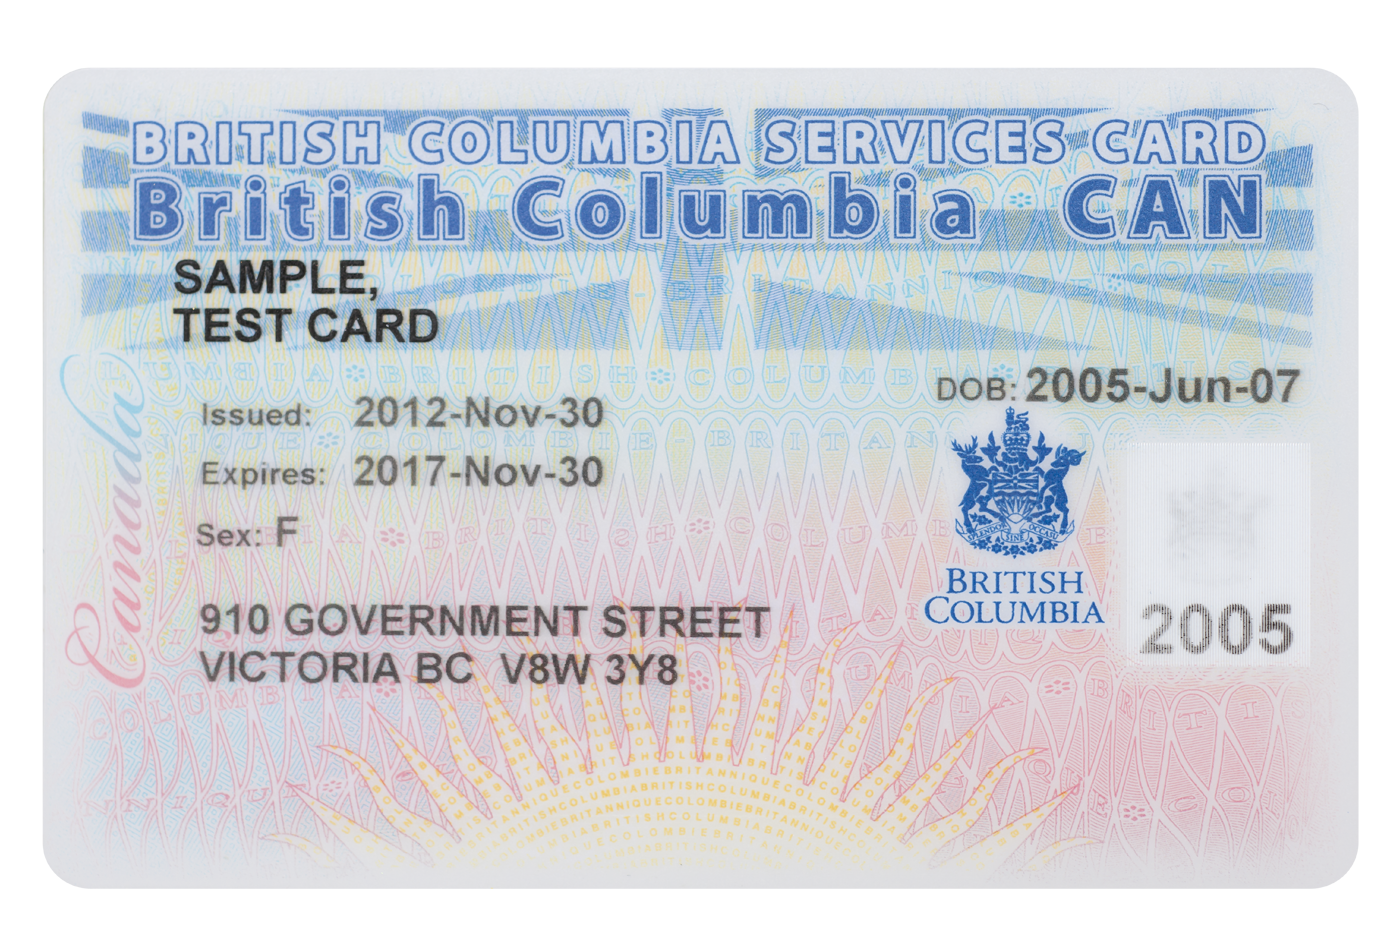 BRITISH COLUMBIA SERVICES CARD
British Columbia CAN
SAMPLE,
TEST CARD
DOB: 2005-Jun-07
Issued: 2012-Nov-30
Expires: 2017-Nov-30
Sex: F
Canada
BRITISH
COLUMBIA
2005
910 GOVERNMENT STREET
VICTORIA BC V8W 3Y8